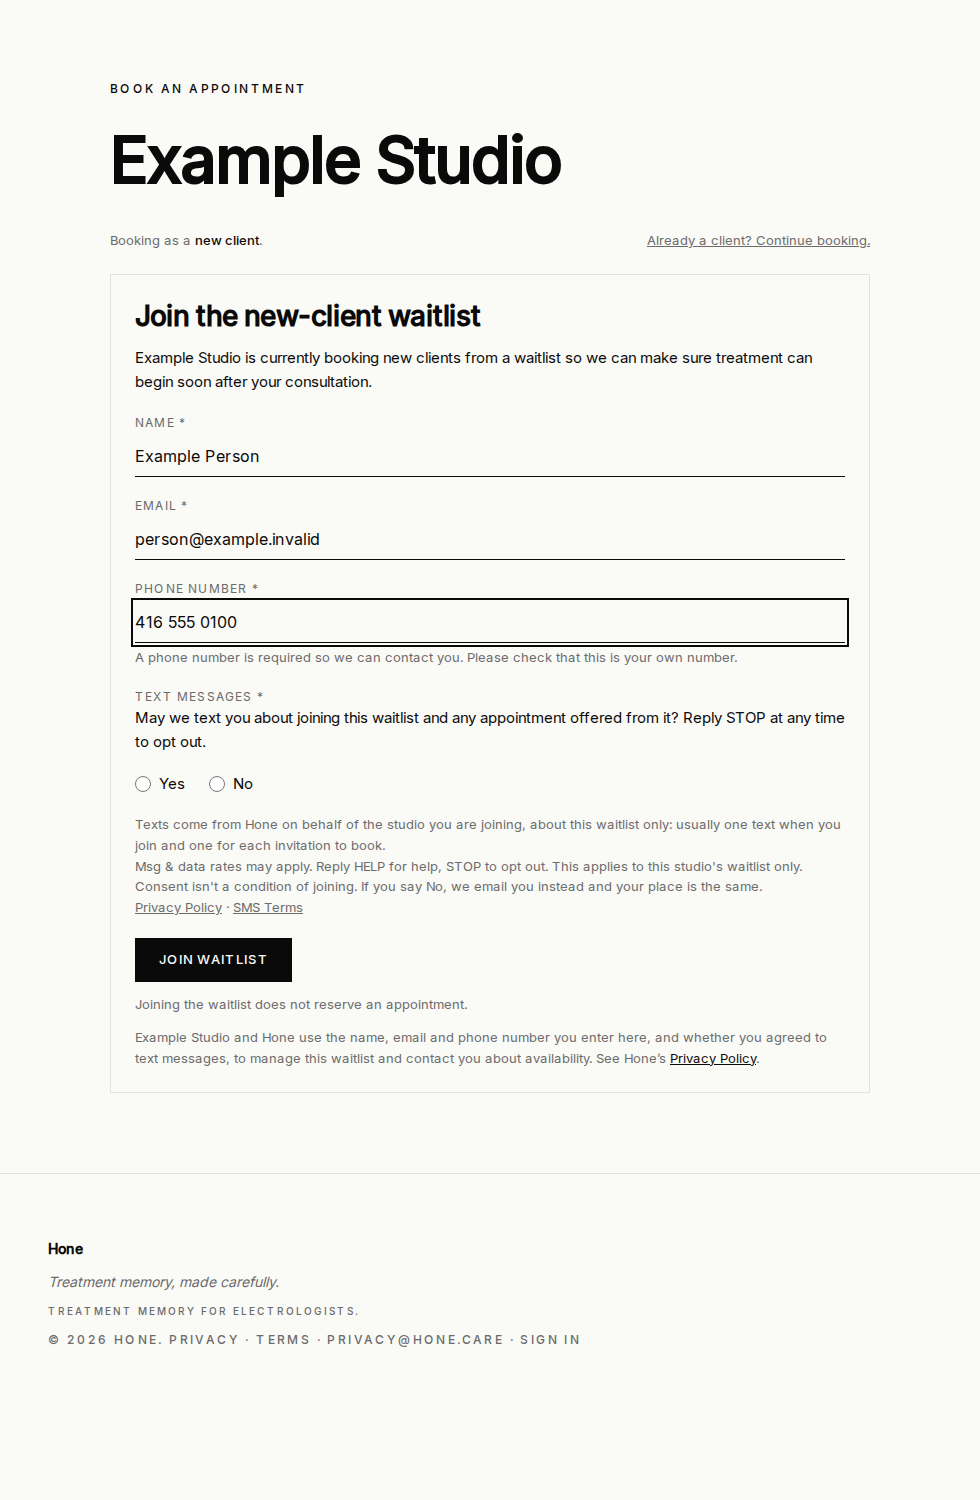 BOOK AN APPOINTMENT
Example Studio
Booking as a new client.
Already a client? Continue booking.
Join the new-client waitlist
Example Studio is currently booking new clients from a waitlist so we can make sure treatment can
begin soon after your consultation.
NAME *
Example Person
EMAIL *
person@example.invalid
PHONE NUMBER *
416 555 0100
A phone number is required so we can contact you. Please check that this is your own number.
TEXT MESSAGES *
May we text you about joining this waitlist and any appointment offered from it? Reply STOP at any time
to opt out.
Yes No
Texts come from Hone on behalf of the studio you are joining, about this waitlist only: usually one text when you
join and one for each invitation to book.
Msg & data rates may apply. Reply HELP for help, STOP to opt out. This applies to this studio's waitlist only.
Consent isn't a condition of joining. If you say No, we email you instead and your place is the same.
Privacy Policy · SMS Terms
JOIN WAITLIST
Joining the waitlist does not reserve an appointment.
Example Studio and Hone use the name, email and phone number you enter here, and whether you agreed to
text messages, to manage this waitlist and contact you about availability. See Hone’s Privacy Policy.
Hone
Treatment memory, made carefully.
TREATMENT MEMORY FOR ELECTROLOGISTS.
© 2026 HONE. PRIVACY · TERMS · PRIVACY@HONE.CARE · SIGN IN